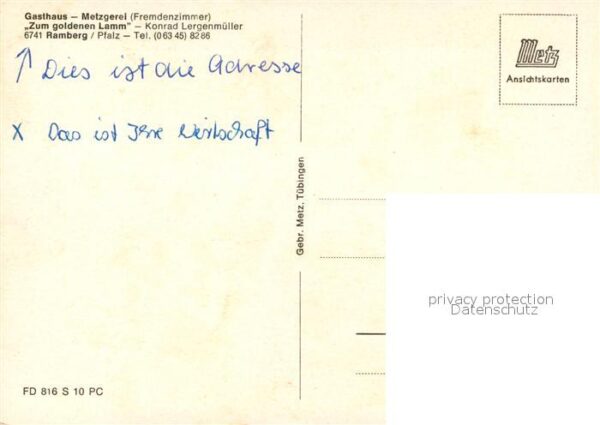 Gasthaus – Metzgerei (Fremdenzimmer)
„Zum goldenen Lamm" – Konrad Lergenmüller
6741 Ramberg / Pfalz – Tel. (0 63 45) 82 86
↑ Dies ist die Adresse
x Das ist Ihre Wirtschaft
Metz
Ansichtskarten
Gebr. Metz, Tübingen
privacy protection
Datenschutz
FD 816 S 10 PC